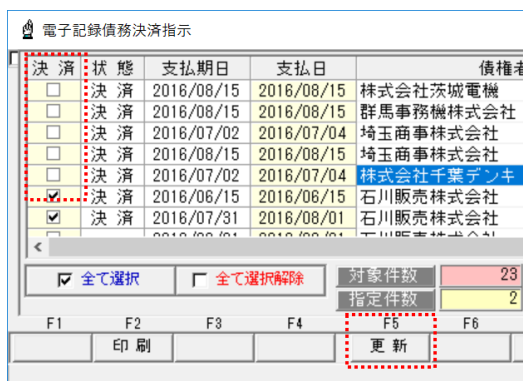 電子記録債務決済指示
決済 状態 支払期日 支払日 債権者
決済 2016/08/15 2016/08/15 株式会社茨城電機
決済 2016/08/15 2016/08/15 群馬事務機株式会社
決済 2016/07/02 2016/07/04 埼玉商事株式会社
決済 2016/08/15 2016/08/15 埼玉商事株式会社
決済 2016/07/02 2016/07/04 株式会社千葉デンキ
決済 2016/06/15 2016/06/15 石川販売株式会社
決済 2016/07/31 2016/08/01 石川販売株式会社
全て選択 全て選択解除 対象件数 23
指定件数 2
F1 F2 F3 F4 F5 F6
印刷 更新